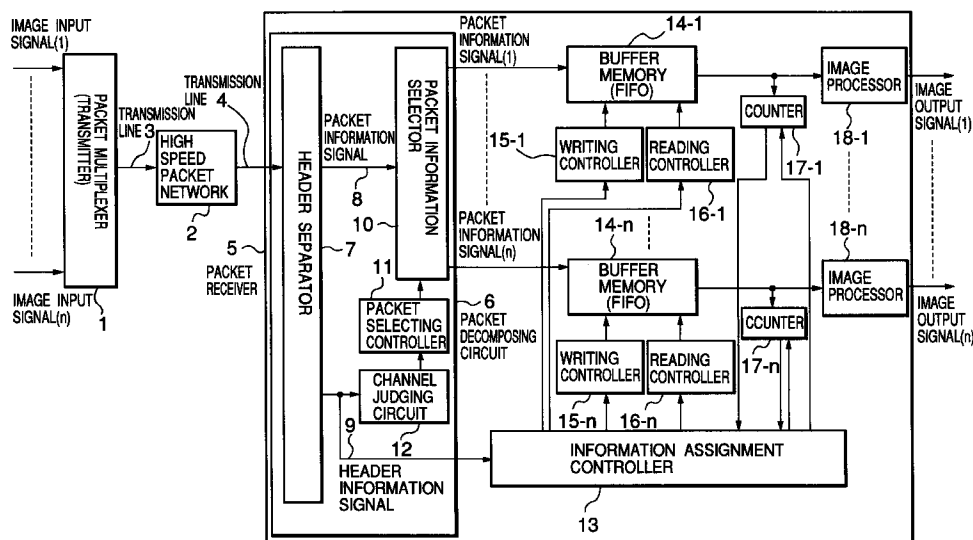 IMAGE INPUT
SIGNAL(1)
PACKET MULTIPLEXER
(TRANSMITTER)
1
IMAGE INPUT
SIGNAL(n)
TRANSMISSION
LINE 3
HIGH
SPEED
PACKET
NETWORK
2
TRANSMISSION
LINE 4
5
PACKET
RECEIVER
HEADER SEPARATOR
7
PACKET
INFORMATION
SIGNAL
8
10
PACKET INFORMATION
SELECTOR
11
PACKET
SELECTING
CONTROLLER
6
PACKET
DECOMPOSING
CIRCUIT
CHANNEL
JUDGING
CIRCUIT
12
9
HEADER
INFORMATION
SIGNAL
PACKET
INFORMATION
SIGNAL(1)
PACKET
INFORMATION
SIGNAL(n)
14-1
BUFFER
MEMORY
(FIFO)
15-1
WRITING
CONTROLLER
READING
CONTROLLER
16-1
COUNTER
17-1
IMAGE
PROCESSOR
18-1
IMAGE
OUTPUT
SIGNAL(1)
14-n
BUFFER
MEMORY
(FIFO)
WRITING
CONTROLLER
15-n
READING
CONTROLLER
16-n
CCUNTER
17-n
18-n
IMAGE
PROCESSOR
IMAGE
OUTPUT
SIGNAL(n)
INFORMATION ASSIGNMENT
CONTROLLER
13